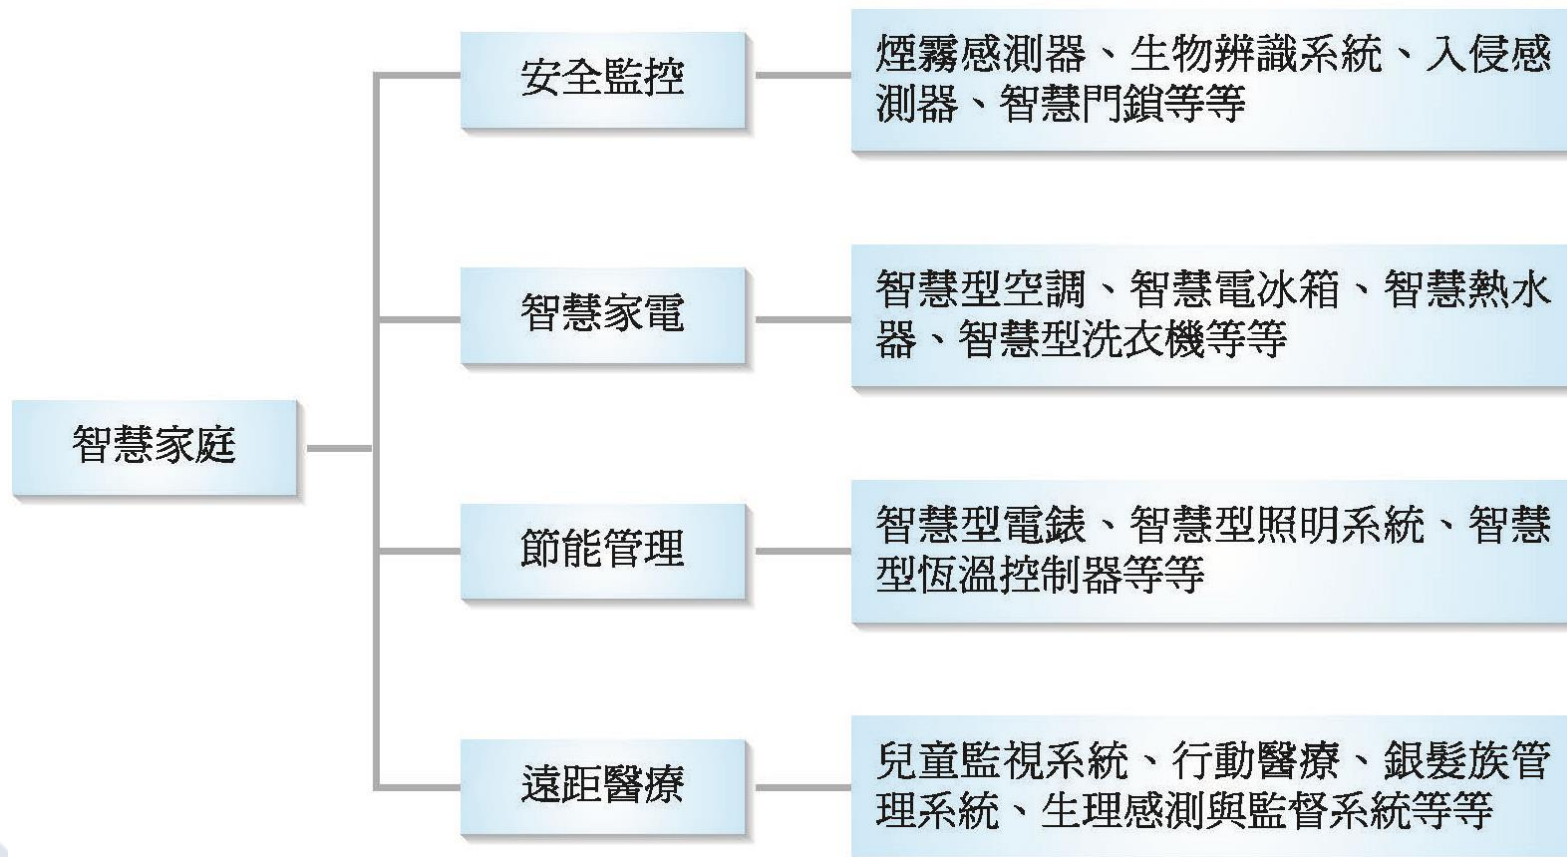 智慧家庭
安全監控
煙霧感測器、生物辨識系統、入侵感
測器、智慧門鎖等等
智慧家電
智慧型空調、智慧電冰箱、智慧熱水
器、智慧型洗衣機等等
節能管理
智慧型電錶、智慧型照明系統、智慧
型恆溫控制器等等
遠距醫療
兒童監視系統、行動醫療、銀髮族管
理系統、生理感測與監督系統等等